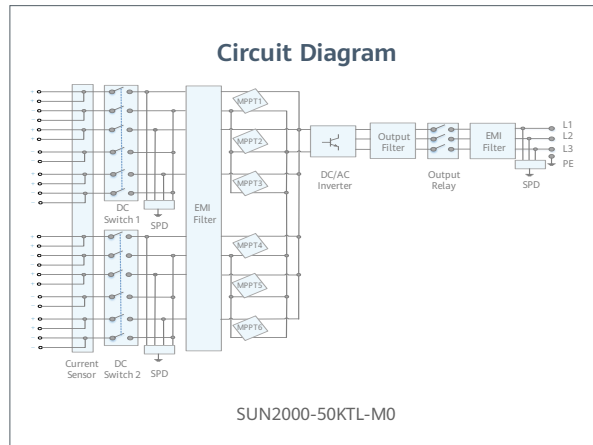 Circuit Diagram
MPPT1
MPPT2
MPPT3
MPPT4
MPPT5
MPPT6
DC
Switch 1
SPD
EMI
Filter
DC/AC
Inverter
Output
Filter
Output
Relay
EMI
Filter
L1
L2
L3
PE
SPD
Current
Sensor
DC
Switch 2
SPD
SUN2000-50KTL-M0